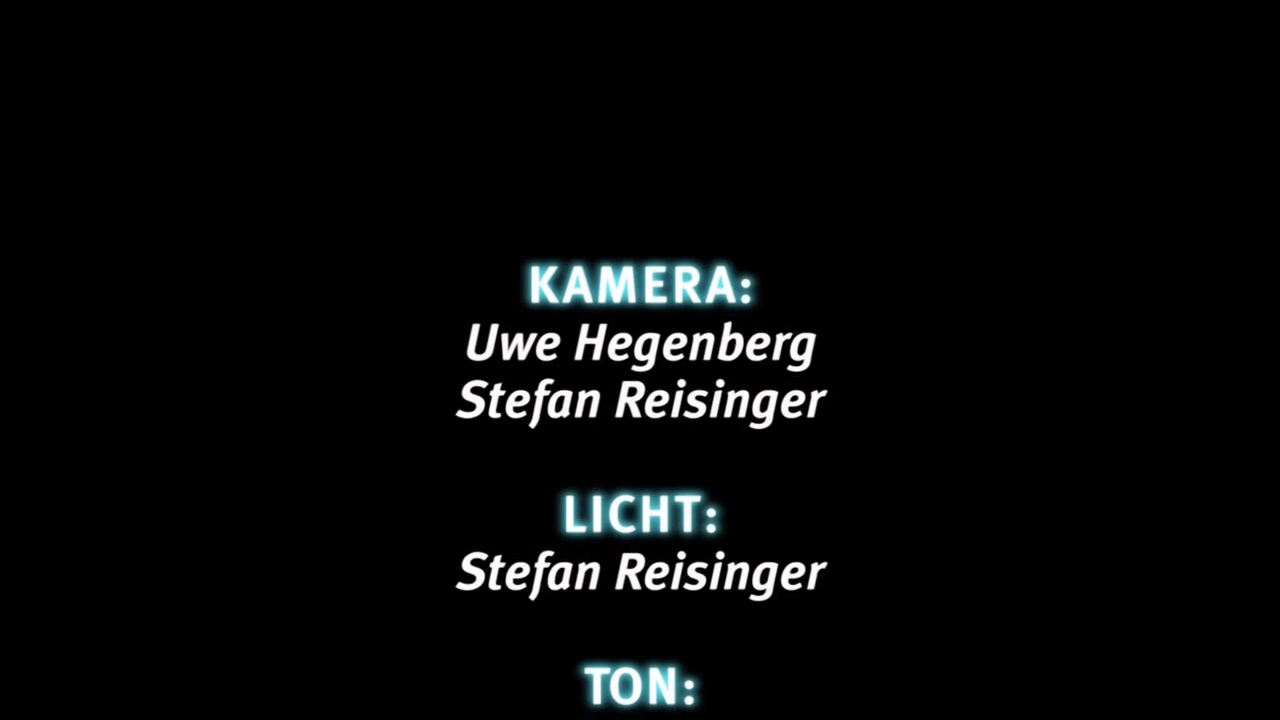 KAMERA:
Uwe Hegenberg
Stefan Reisinger
LICHT:
Stefan Reisinger
TON: